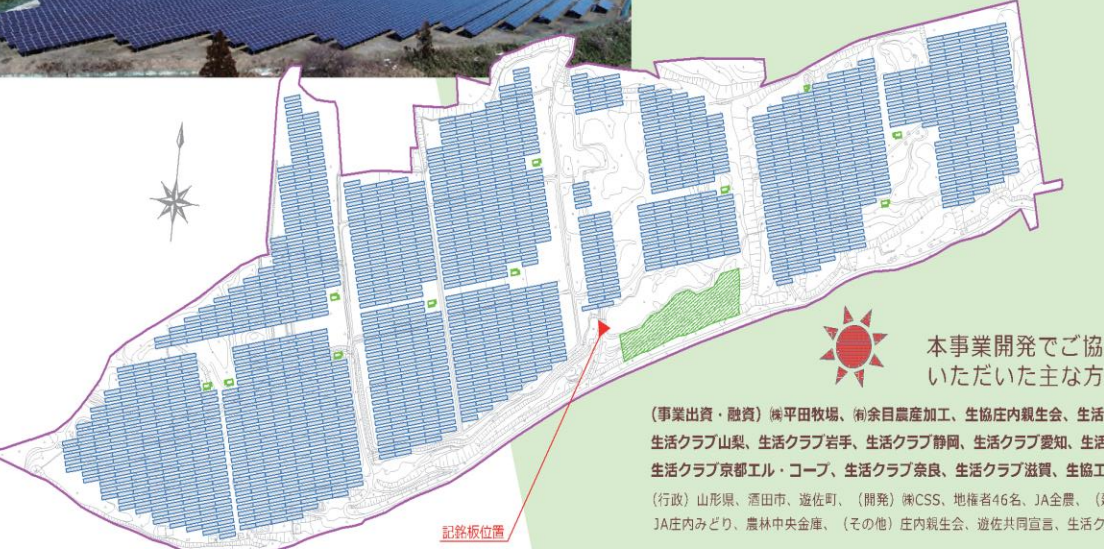 本事業開発でご協
いただいた主な方
(事業出資・融資) ㈱平田牧場、㈲余目農産加工、生協庄内親生会、生活
生活クラブ山梨、生活クラブ岩手、生活クラブ静岡、生活クラブ愛知、生活
生活クラブ京都エル・コープ、生活クラブ奈良、生活クラブ滋賀、生協工
(行政) 山形県、酒田市、遊佐町、 (開発) ㈱CSS、地権者46名、JA全農、
JA庄内みどり、農林中央金庫、 (その他) 庄内親生会、遊佐共同宣言、生活ク
記銘板位置